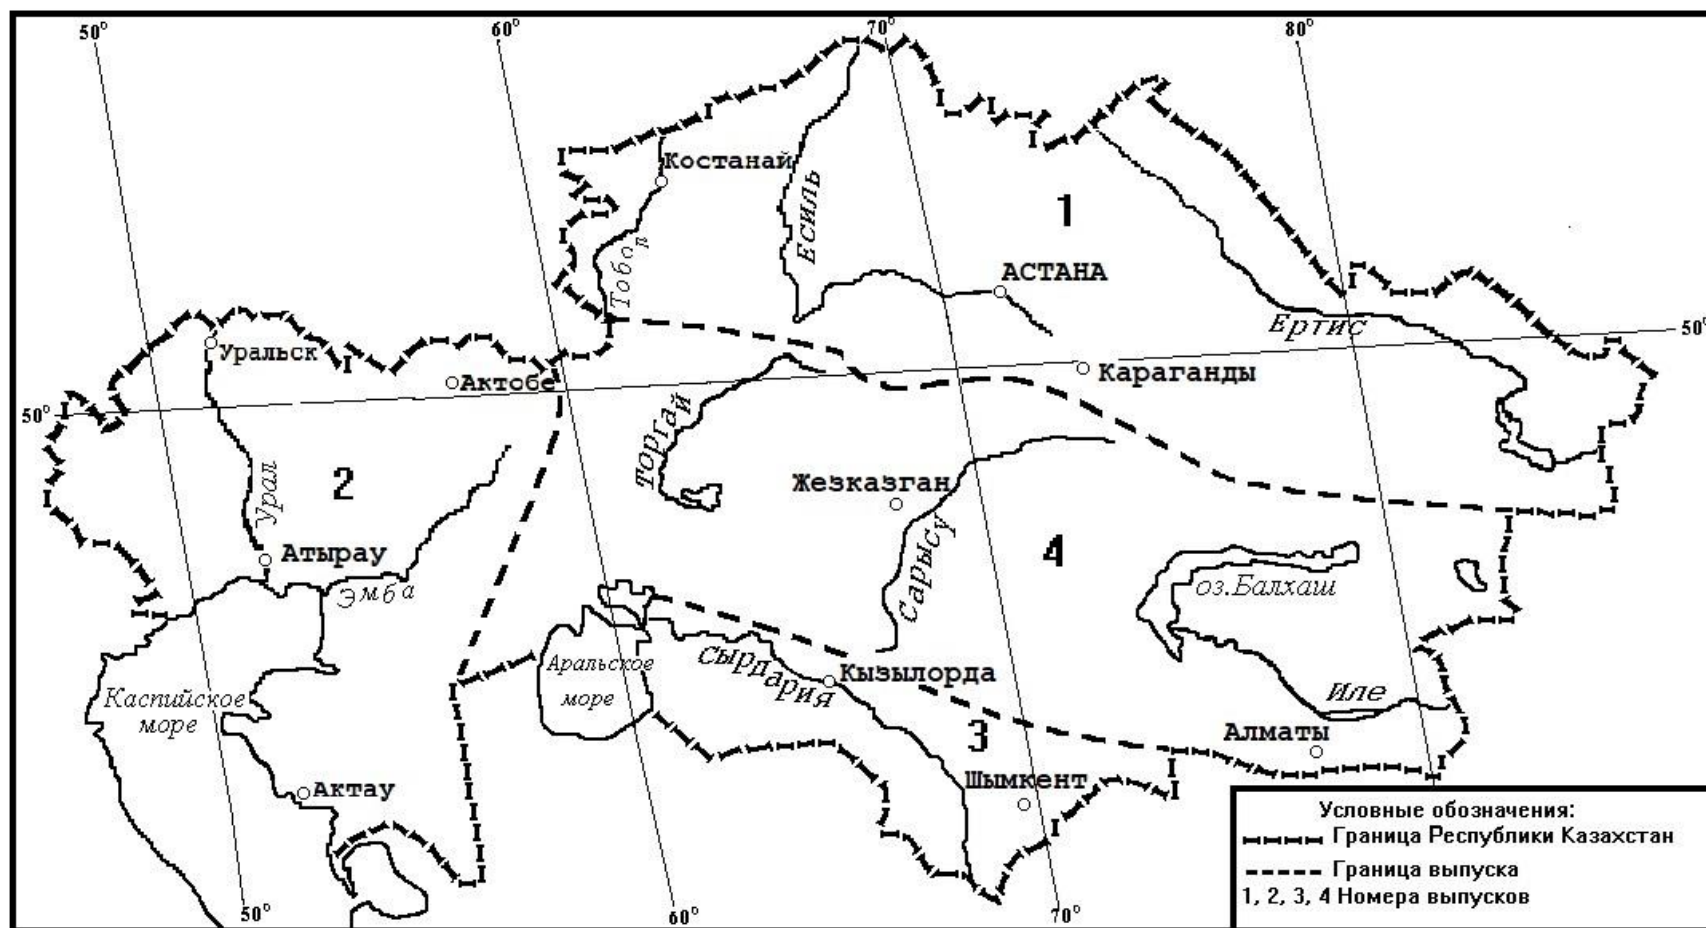 50°
60°
70°
80°
Костанай
Есиль
1
Тобол
АСТАНА
Ертис
50°
Уральск
Актобе
Караганды
50°
Торгай
Урал
2
Жезказган
Сарысу
4
Атырау
Эмба
оз.Балхаш
Каспийское
море
Аральское
море
Сырдария
Кызылорда
3
Иле
Алматы
Шымкент
Актау
50°
60°
70°
Условные обозначения:
Граница Республики Казахстан
Граница выпуска
1, 2, 3, 4 Номера выпусков